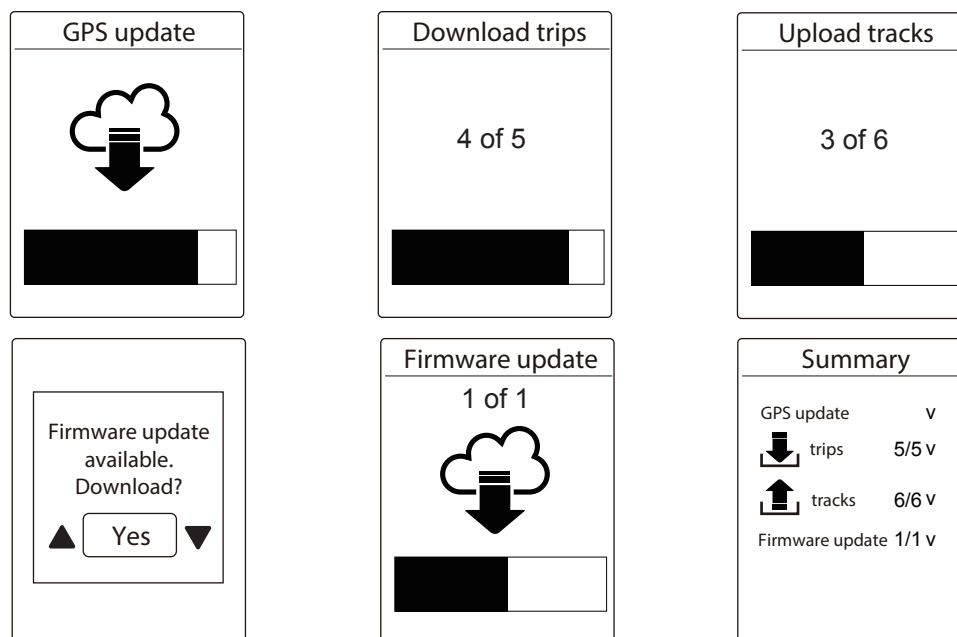 GPS update
Download trips
4 of 5
Upload tracks
3 of 6
Firmware update
available.
Download?
Yes
Firmware update
1 of 1
Summary
GPS update v
trips 5/5 v
tracks 6/6 v
Firmware update 1/1 v